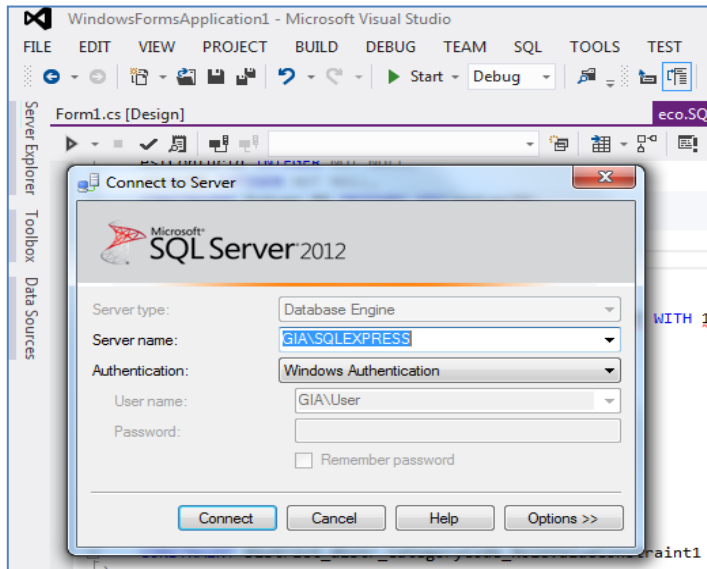 WindowsFormsApplication1 - Microsoft Visual Studio
FILE EDIT VIEW PROJECT BUILD DEBUG TEAM SQL TOOLS TEST
Start Debug
Server Explorer
Toolbox
Data Sources
Form1.cs [Design]
eco.SQ
Connect to Server
Microsoft®
SQL Server® 2012
Server type: Database Engine
Server name: GIA\SQLEXPRESS
Authentication: Windows Authentication
User name: GIA\User
Password:
Remember password
Connect Cancel Help Options >>
WITH 1
raint1